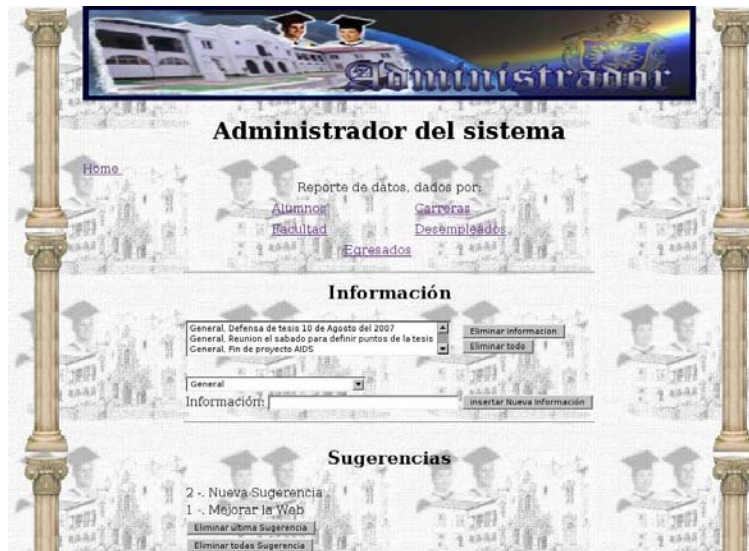 Administrador
Administrador del sistema
Home
Reporte de datos, dados por:
Alumnos Carreras
Facultad Desempleados
Egresados
Información
General, Defensa de tesis 10 de Agosto del 2007
General, Reunion el sabado para definir puntos de la tesis
General, Fin de proyecto AIDS
Eliminar informacion
Eliminar todo
General
Información: insertar Nueva Información
Sugerencias
2 -. Nueva Sugerencia
1 -. Mejorar la Web
Eliminar última Sugerencia
Eliminar todas Sugerencia